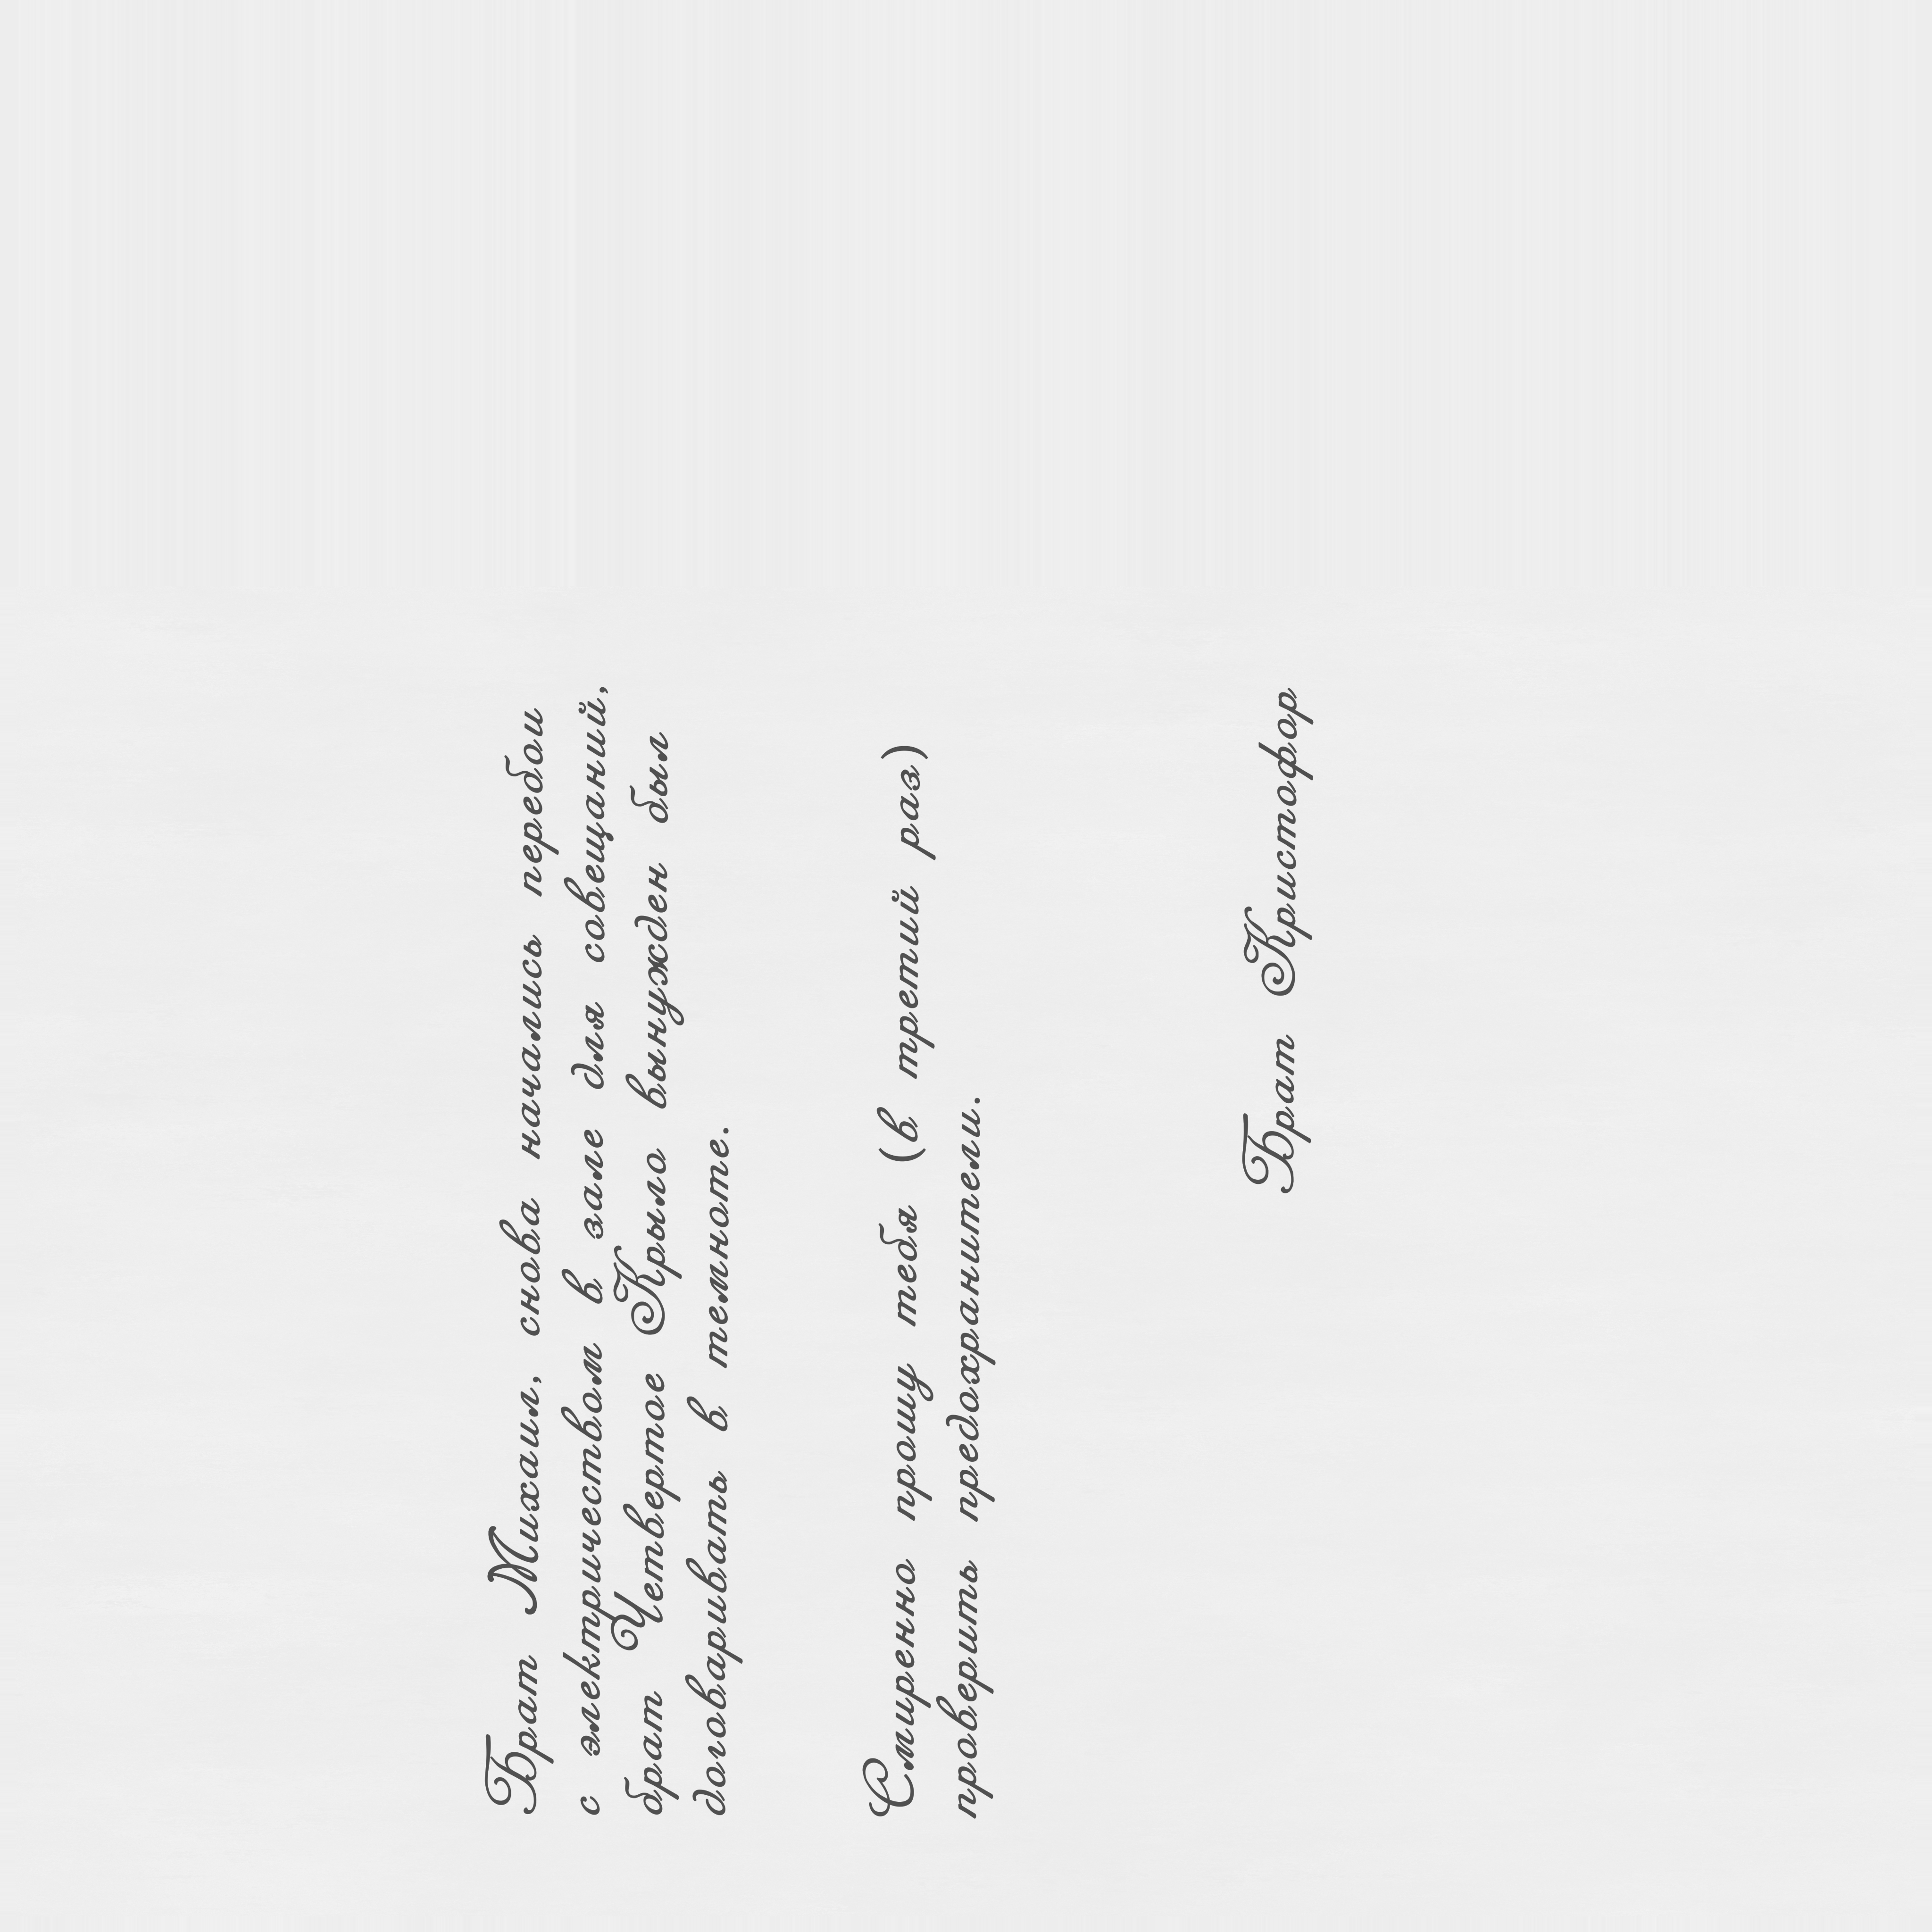 Брат Михаил, снова начались перебои
с электричеством в зале для совещаний,
брат Четвертое Крыло вынужден был
договаривать в темноте.
Смиренно прошу тебя (в третий раз)
проверить предохранители.
Брат Кристофор